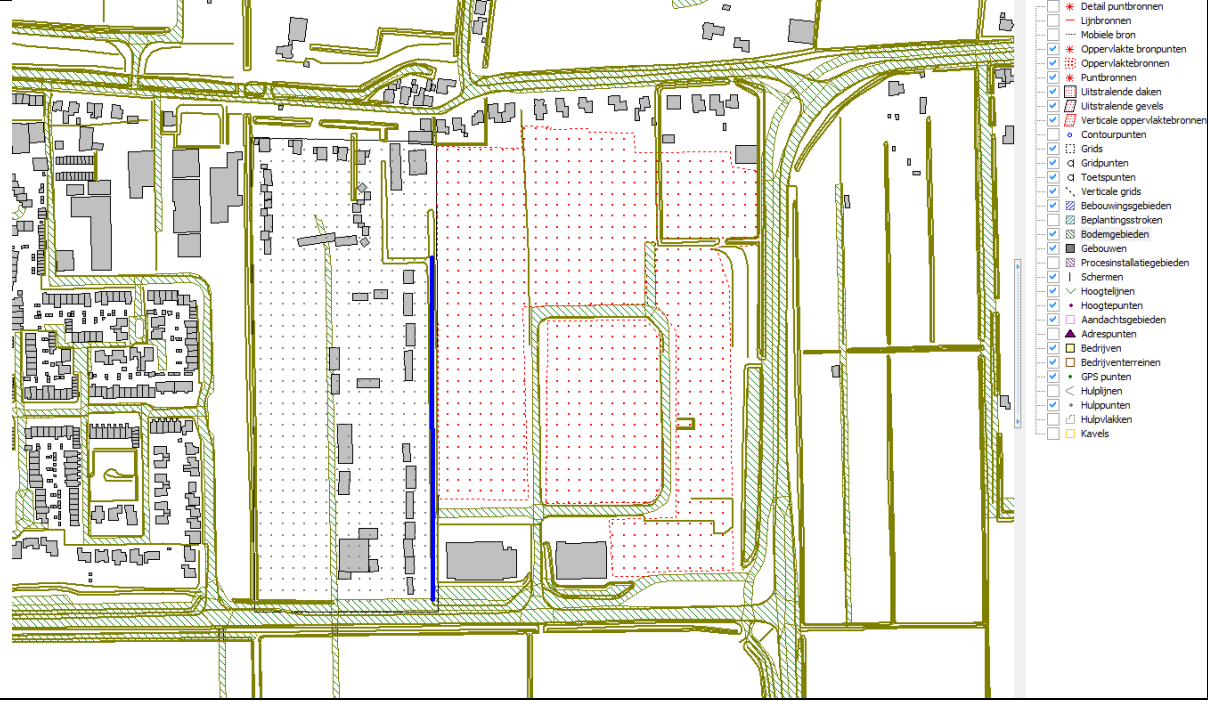 Detail puntbronnen
Lijnbronnen
Mobiele bron
Oppervlakte bronpunten
Oppervlaktebronnen
Puntbronnen
Uitstralende daken
Uitstralende gevels
Verticale oppervlaktebronnen
Contourpunten
Grids
Gridpunten
Toetspunten
Verticale grids
Bebouwingsgebieden
Beplantingsstroken
Bodemgebieden
Gebouwen
Procesinstallatiegebieden
Schermen
Hoogtelijnen
Hoogtepunten
Aandachtsgebieden
Adrespunten
Bedrijven
Bedrijventerreinen
GPS punten
Hulplijnen
Hulppunten
Hulpvlakken
Kavels